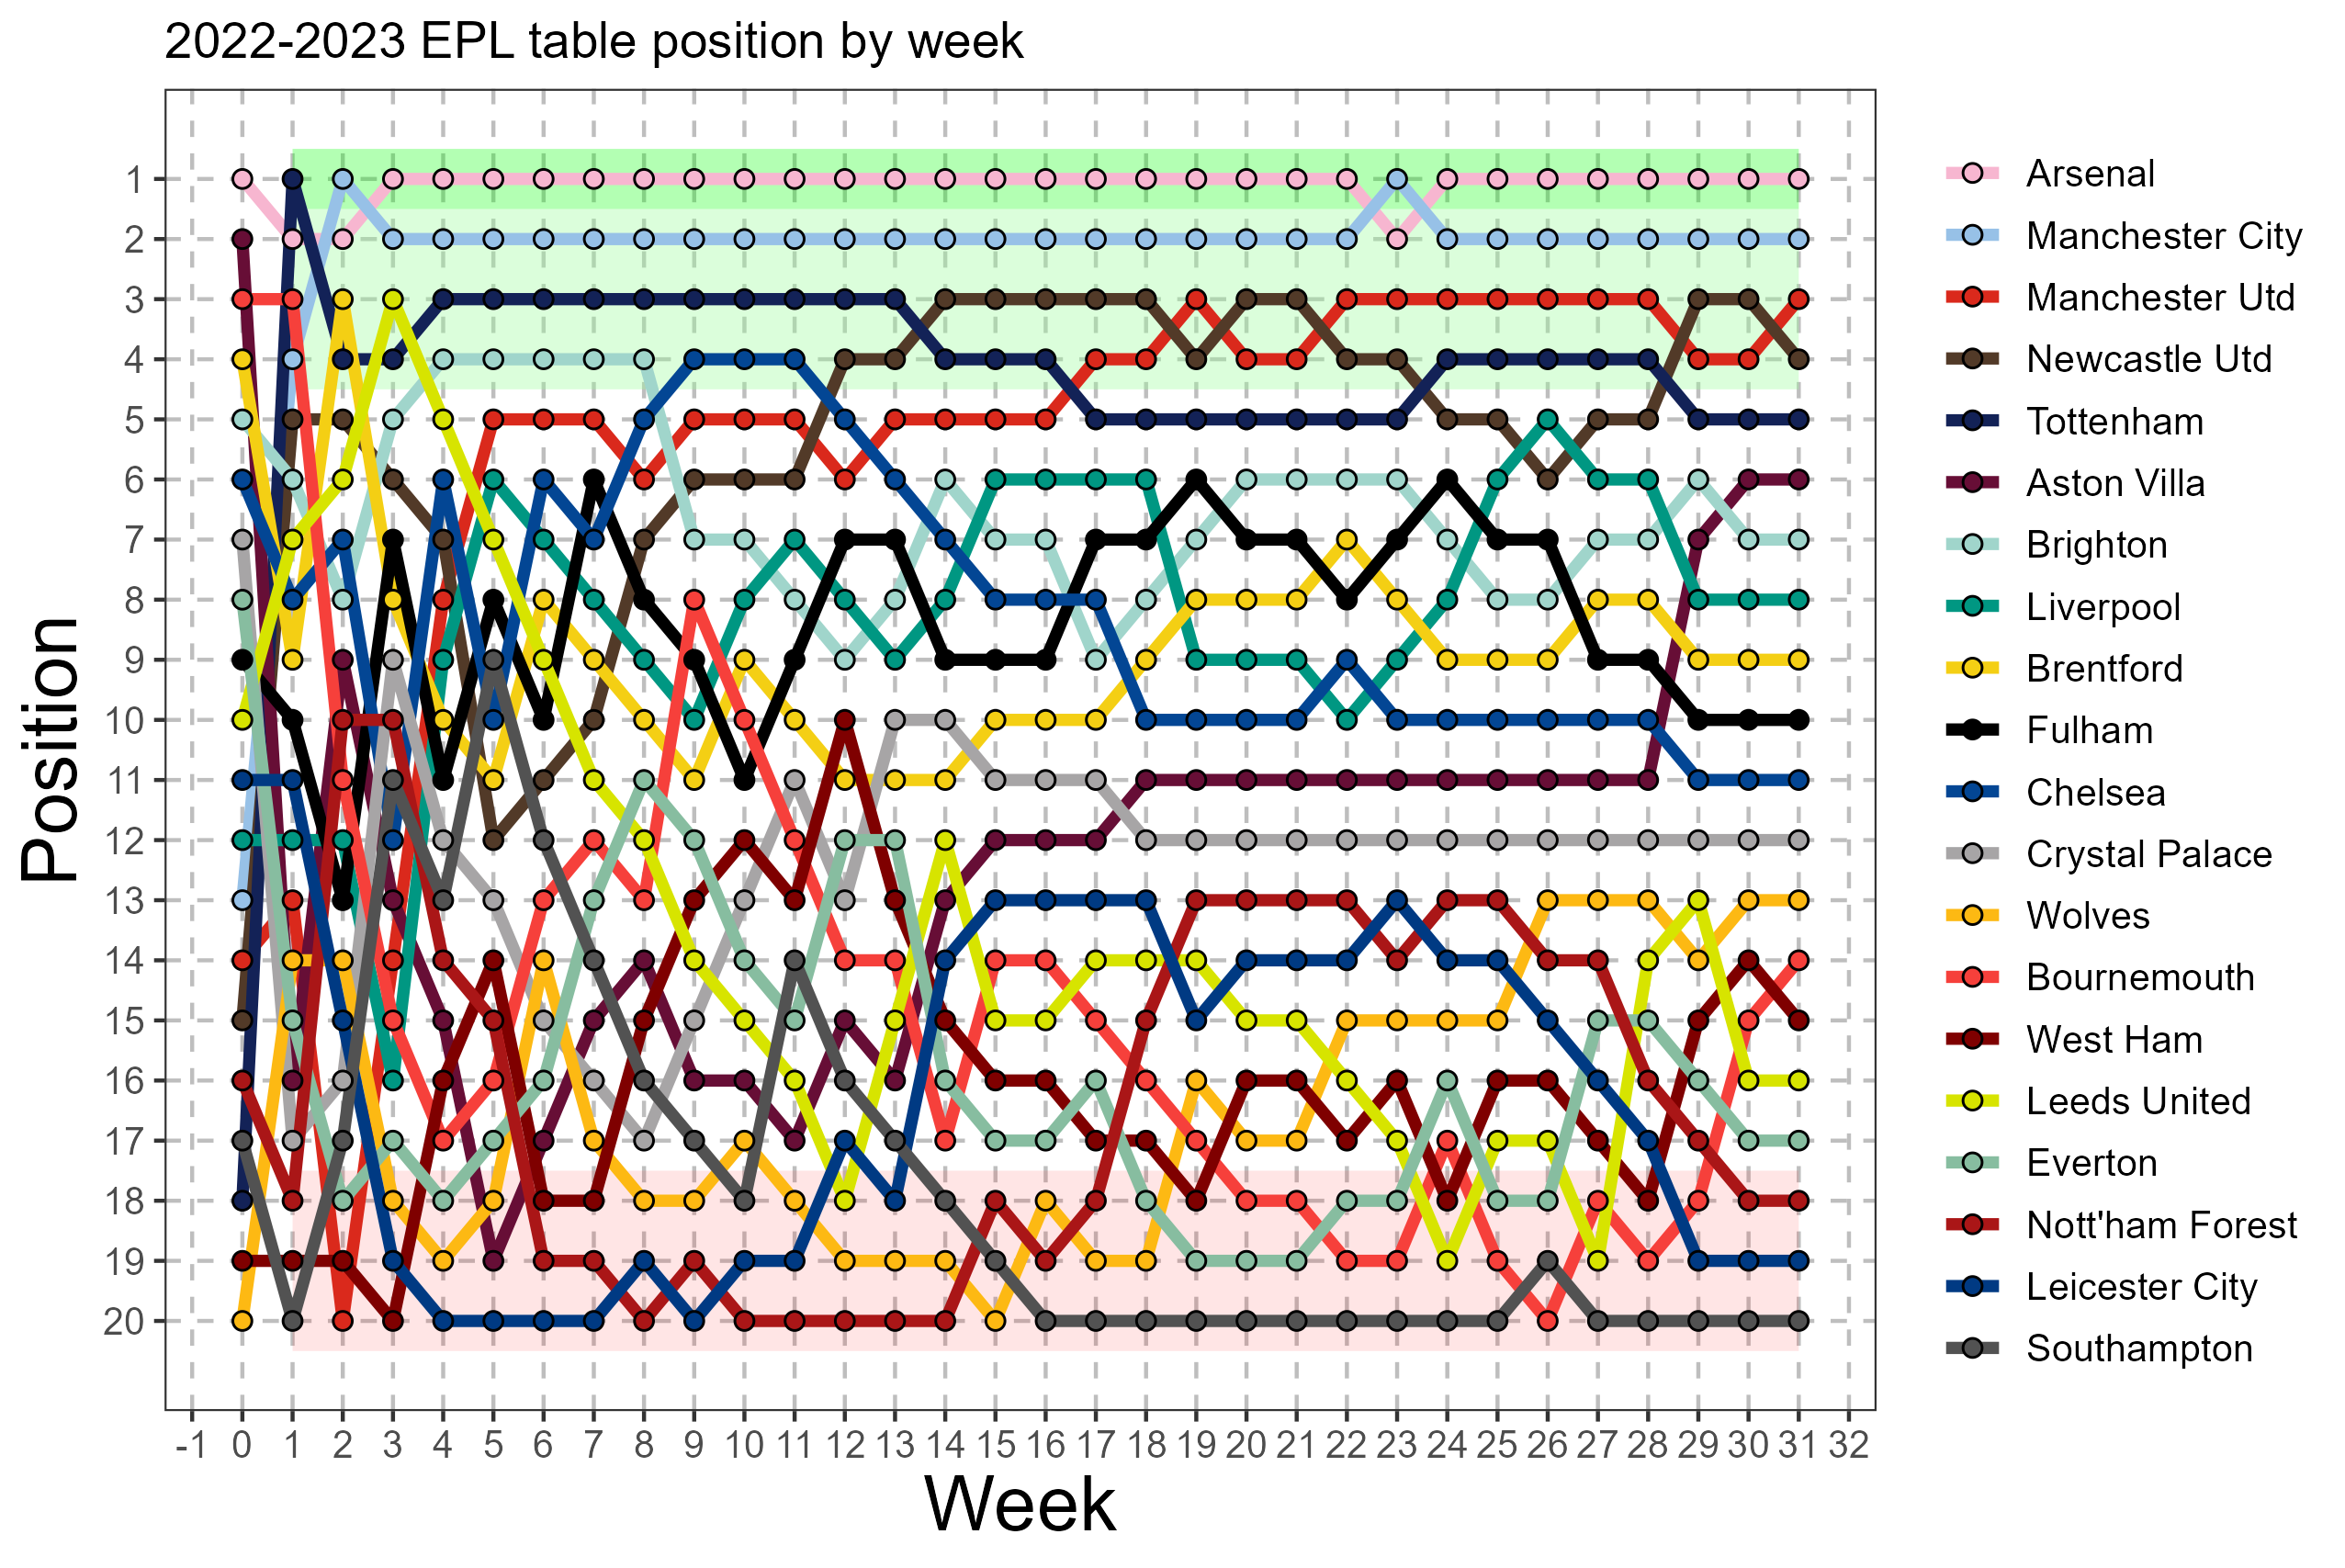 2022-2023 EPL table position by week
Position
1
2
3
4
5
6
7
8
9
10
11
12
13
14
15
16
17
18
19
20
-1 0 1 2 3 4 5 6 7 8 9 10 11 12 13 14 15 16 17 18 19 20 21 22 23 24 25 26 27 28 29 30 31 32
Week
Arsenal
Manchester City
Manchester Utd
Newcastle Utd
Tottenham
Aston Villa
Brighton
Liverpool
Brentford
Fulham
Chelsea
Crystal Palace
Wolves
Bournemouth
West Ham
Leeds United
Everton
Nott'ham Forest
Leicester City
Southampton